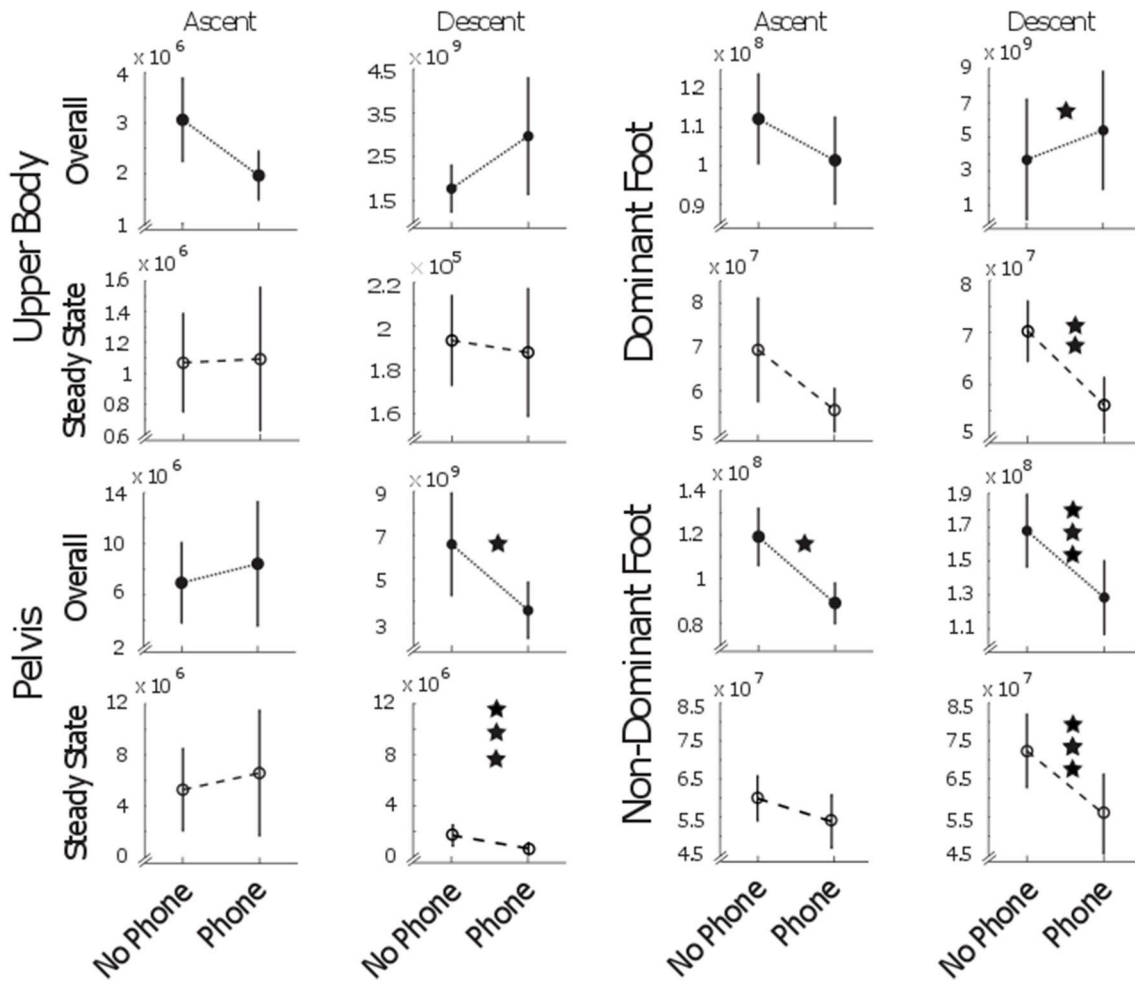 Ascent
Descent
Ascent
Descent
Upper Body
Overall
x 10 6
4
3
2
1
x 10 9
4.5
3.5
2.5
1.5
Dominant Foot
x 10 8
1.2
1.1
1
0.9
x 10 9
9
7
5
3
1
Steady State
x 10 6
1.6
1.4
1.2
1
0.8
0.6
x 10 5
2.2
2
1.8
1.6
x 10 7
8
7
6
5
x 10 7
8
7
6
5
Pelvis
Overall
x 10 6
14
10
6
2
x 10 9
9
7
5
3
Non-Dominant Foot
x 10 8
1.4
1.2
1
0.8
x 10 8
1.9
1.7
1.5
1.3
1.1
Steady State
x 10 6
12
8
4
0
x 10 6
12
8
4
0
x 10 7
8.5
7.5
6.5
5.5
4.5
x 10 7
8.5
7.5
6.5
5.5
4.5
No Phone
Phone
No Phone
Phone
No Phone
Phone
No Phone
Phone